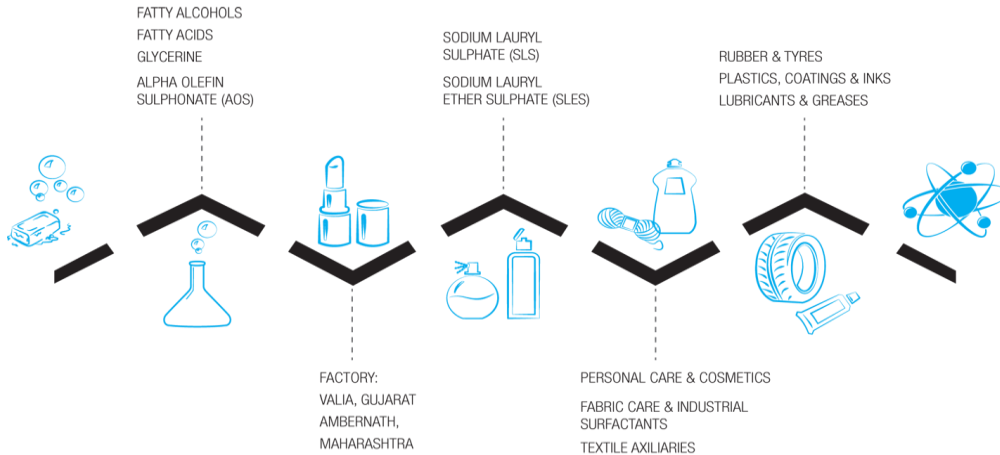 FATTY ALCOHOLS
FATTY ACIDS
GLYCERINE
ALPHA OLEFIN
SULPHONATE (AOS)
SODIUM LAURYL
SULPHATE (SLS)
SODIUM LAURYL
ETHER SULPHATE (SLES)
RUBBER & TYRES
PLASTICS, COATINGS & INKS
LUBRICANTS & GREASES
FACTORY:
VALIA, GUJARAT
AMBERNATH,
MAHARASHTRA
PERSONAL CARE & COSMETICS
FABRIC CARE & INDUSTRIAL
SURFACTANTS
TEXTILE AXILIARIES